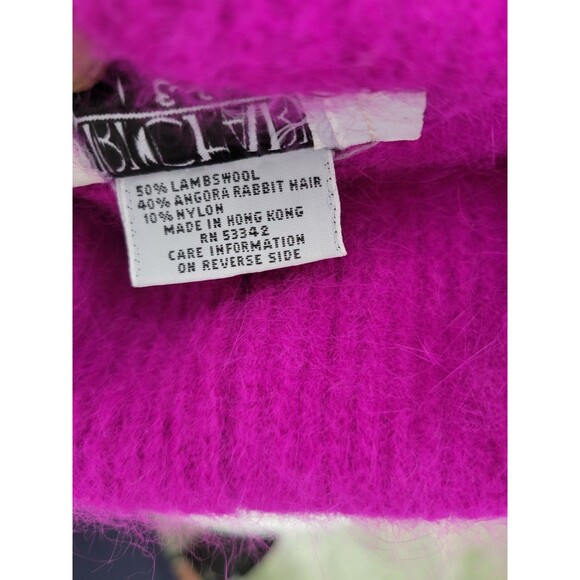 50% LAMBSWOOL
40% ANGORA RABBIT HAIR
10% NYLON
MADE IN HONG KONG
RN 53342
CARE INFORMATION
ON REVERSE SIDE